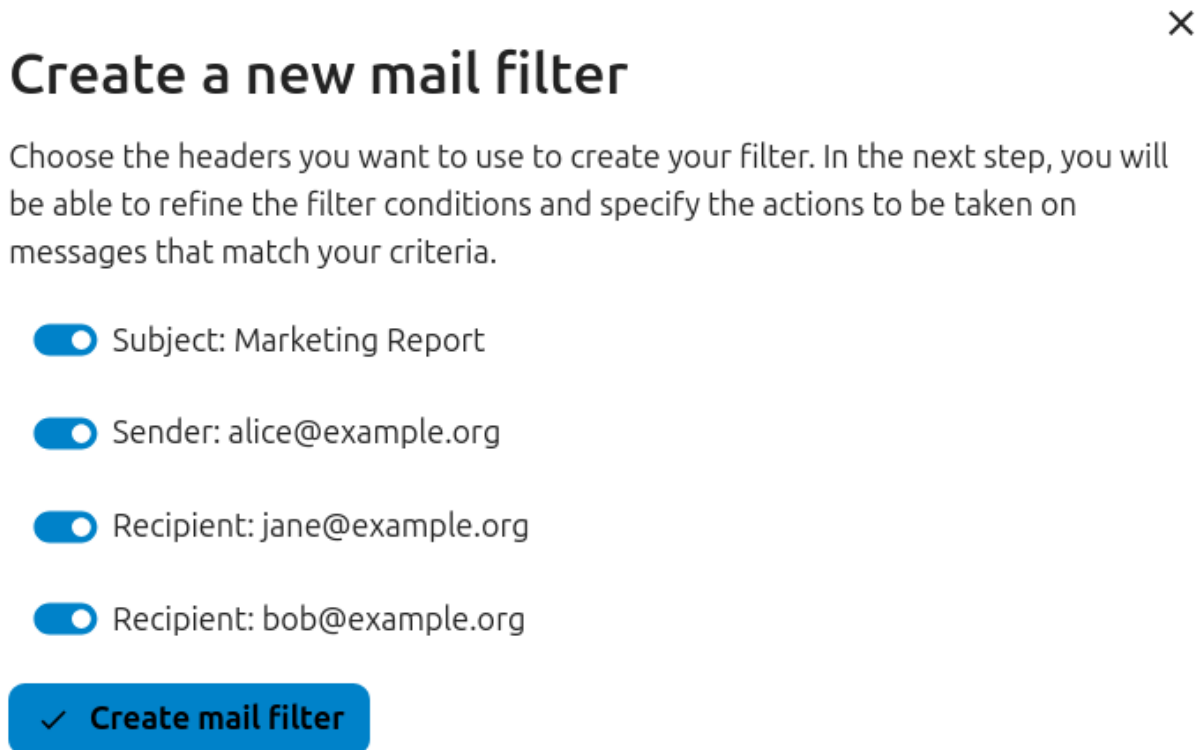 Create a new mail filter
Choose the headers you want to use to create your filter. In the next step, you will
be able to refine the filter conditions and specify the actions to be taken on
messages that match your criteria.
Subject: Marketing Report
Sender: alice@example.org
Recipient: jane@example.org
Recipient: bob@example.org
Create mail filter